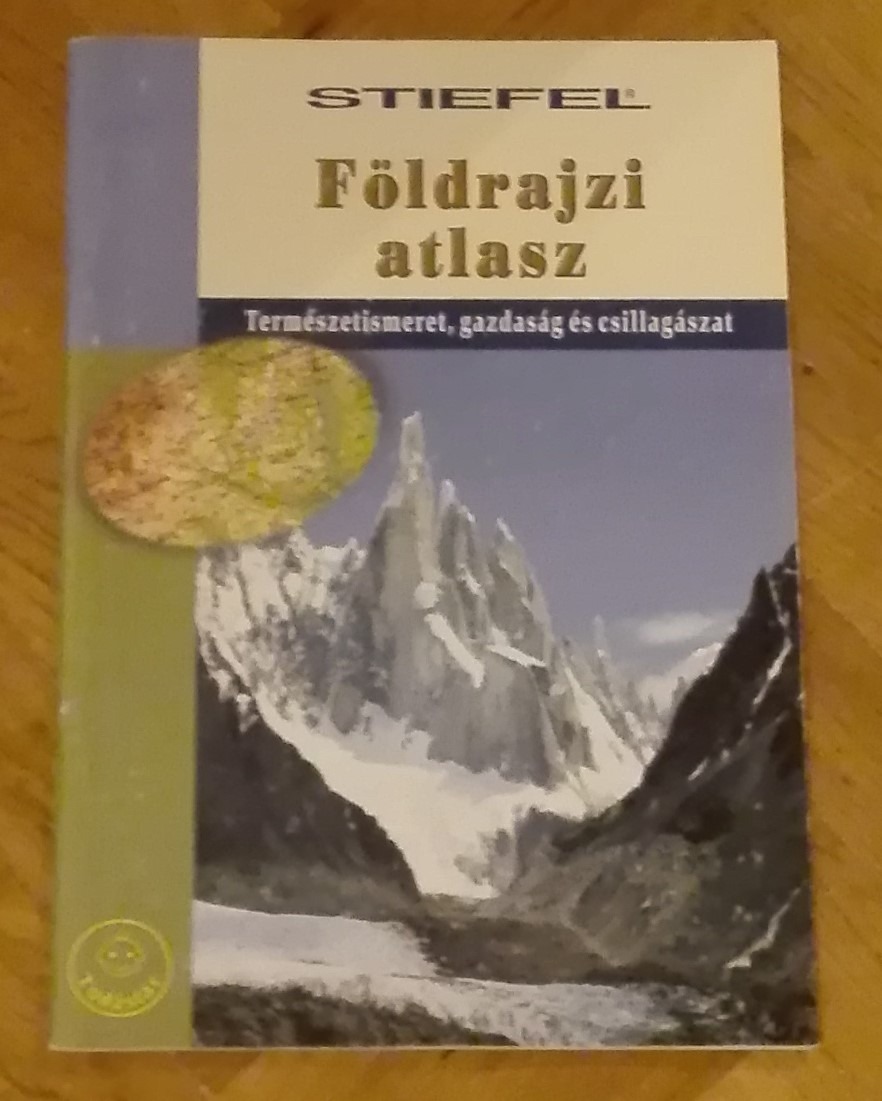 STIEFEL®
Földrajzi
atlasz
Természetismeret, gazdaság és csillagászat